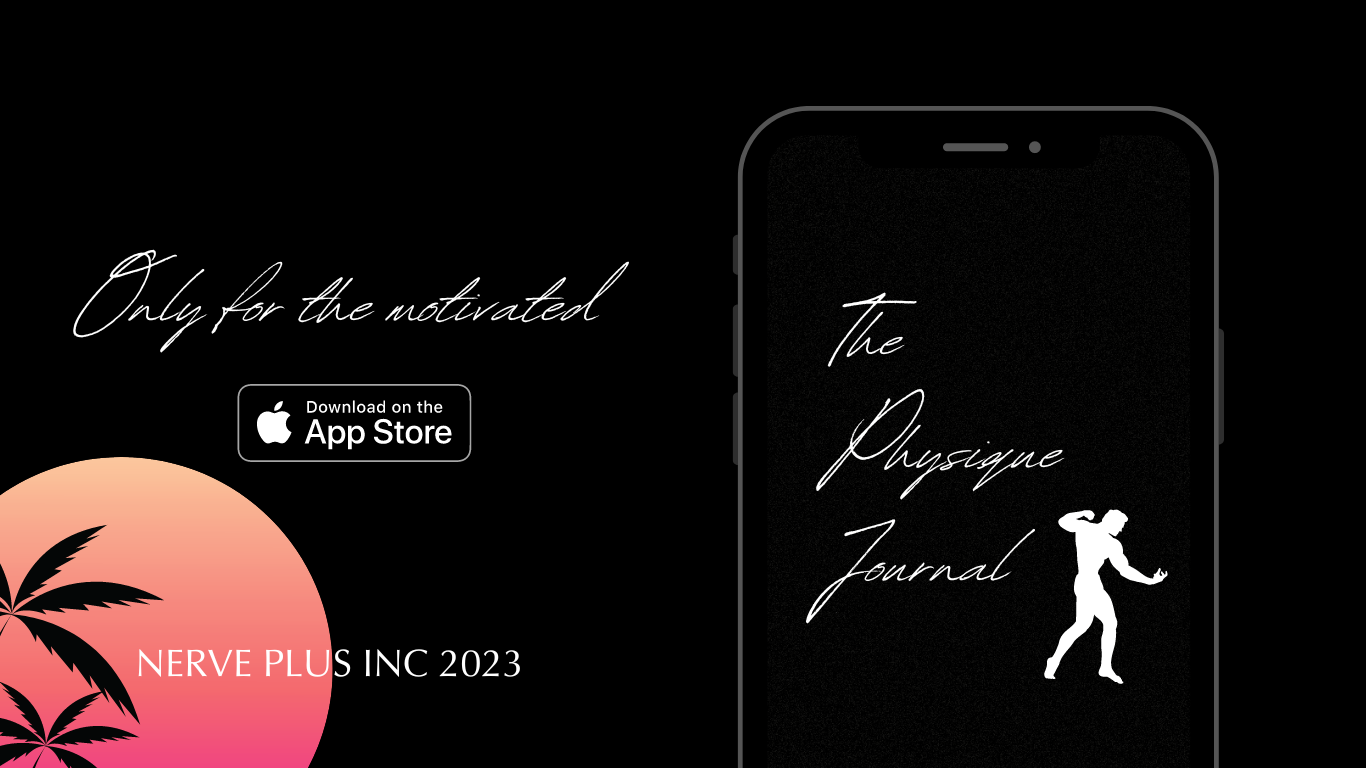 Only for the motivated
Download on the
App Store
NERVE PLUS INC 2023
The
Physique
Journal